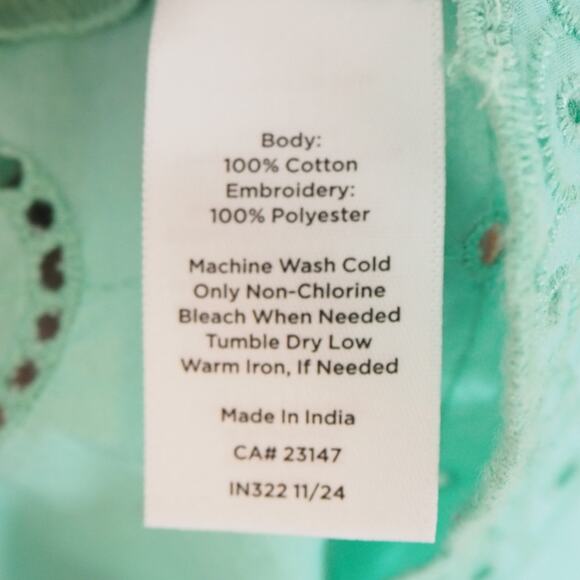 Body:
100% Cotton
Embroidery:
100% Polyester
Machine Wash Cold
Only Non-Chlorine
Bleach When Needed
Tumble Dry Low
Warm Iron, If Needed
Made In India
CA# 23147
IN322 11/24